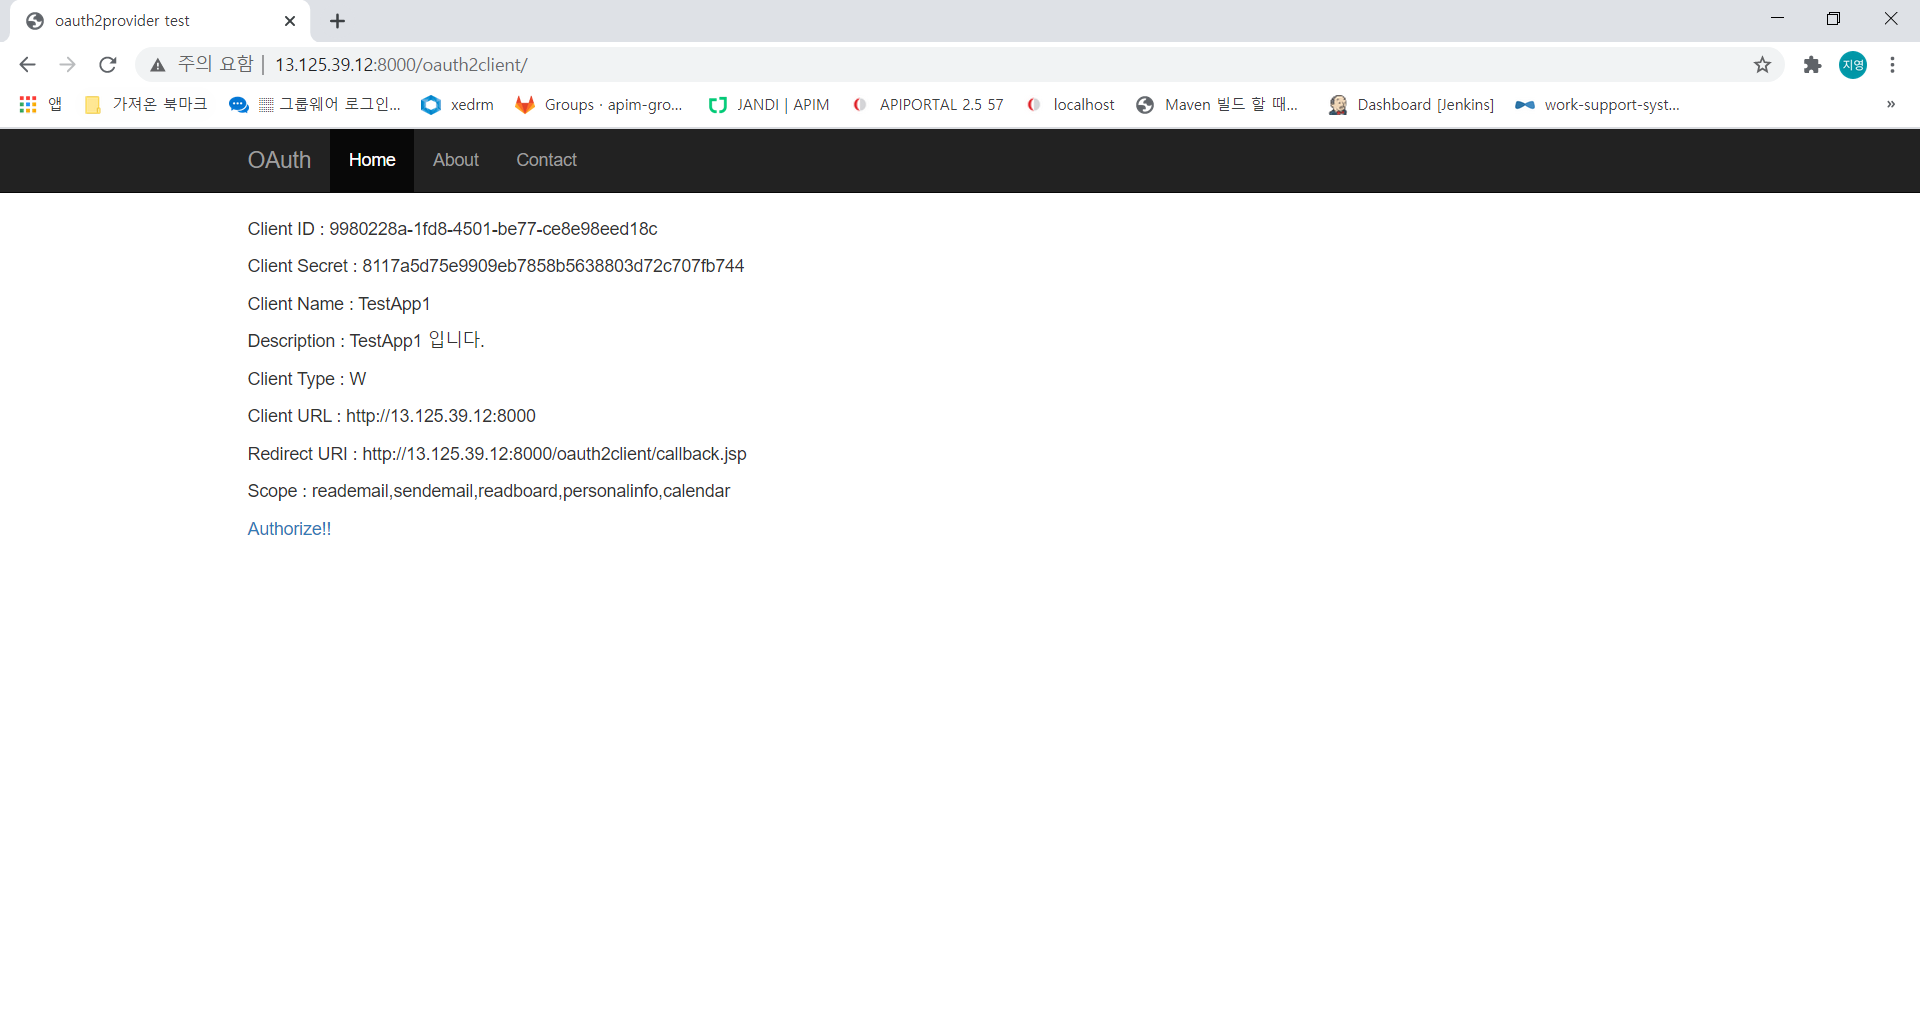 oauth2provider test
주의 요함 | 13.125.39.12:8000/oauth2client/
앱 가져온 북마크 그룹웨어 로그인... xedrm Groups · apim-gro... JANDI | APIM APIPORTAL 2.5 57 localhost Maven 빌드 할 때... Dashboard [Jenkins] work-support-syst... »
지영
OAuth Home About Contact
Client ID : 9980228a-1fd8-4501-be77-ce8e98eed18c
Client Secret : 8117a5d75e9909eb7858b5638803d72c707fb744
Client Name : TestApp1
Description : TestApp1 입니다.
Client Type : W
Client URL : http://13.125.39.12:8000
Redirect URI : http://13.125.39.12:8000/oauth2client/callback.jsp
Scope : reademail,sendemail,readboard,personalinfo,calendar
Authorize!!